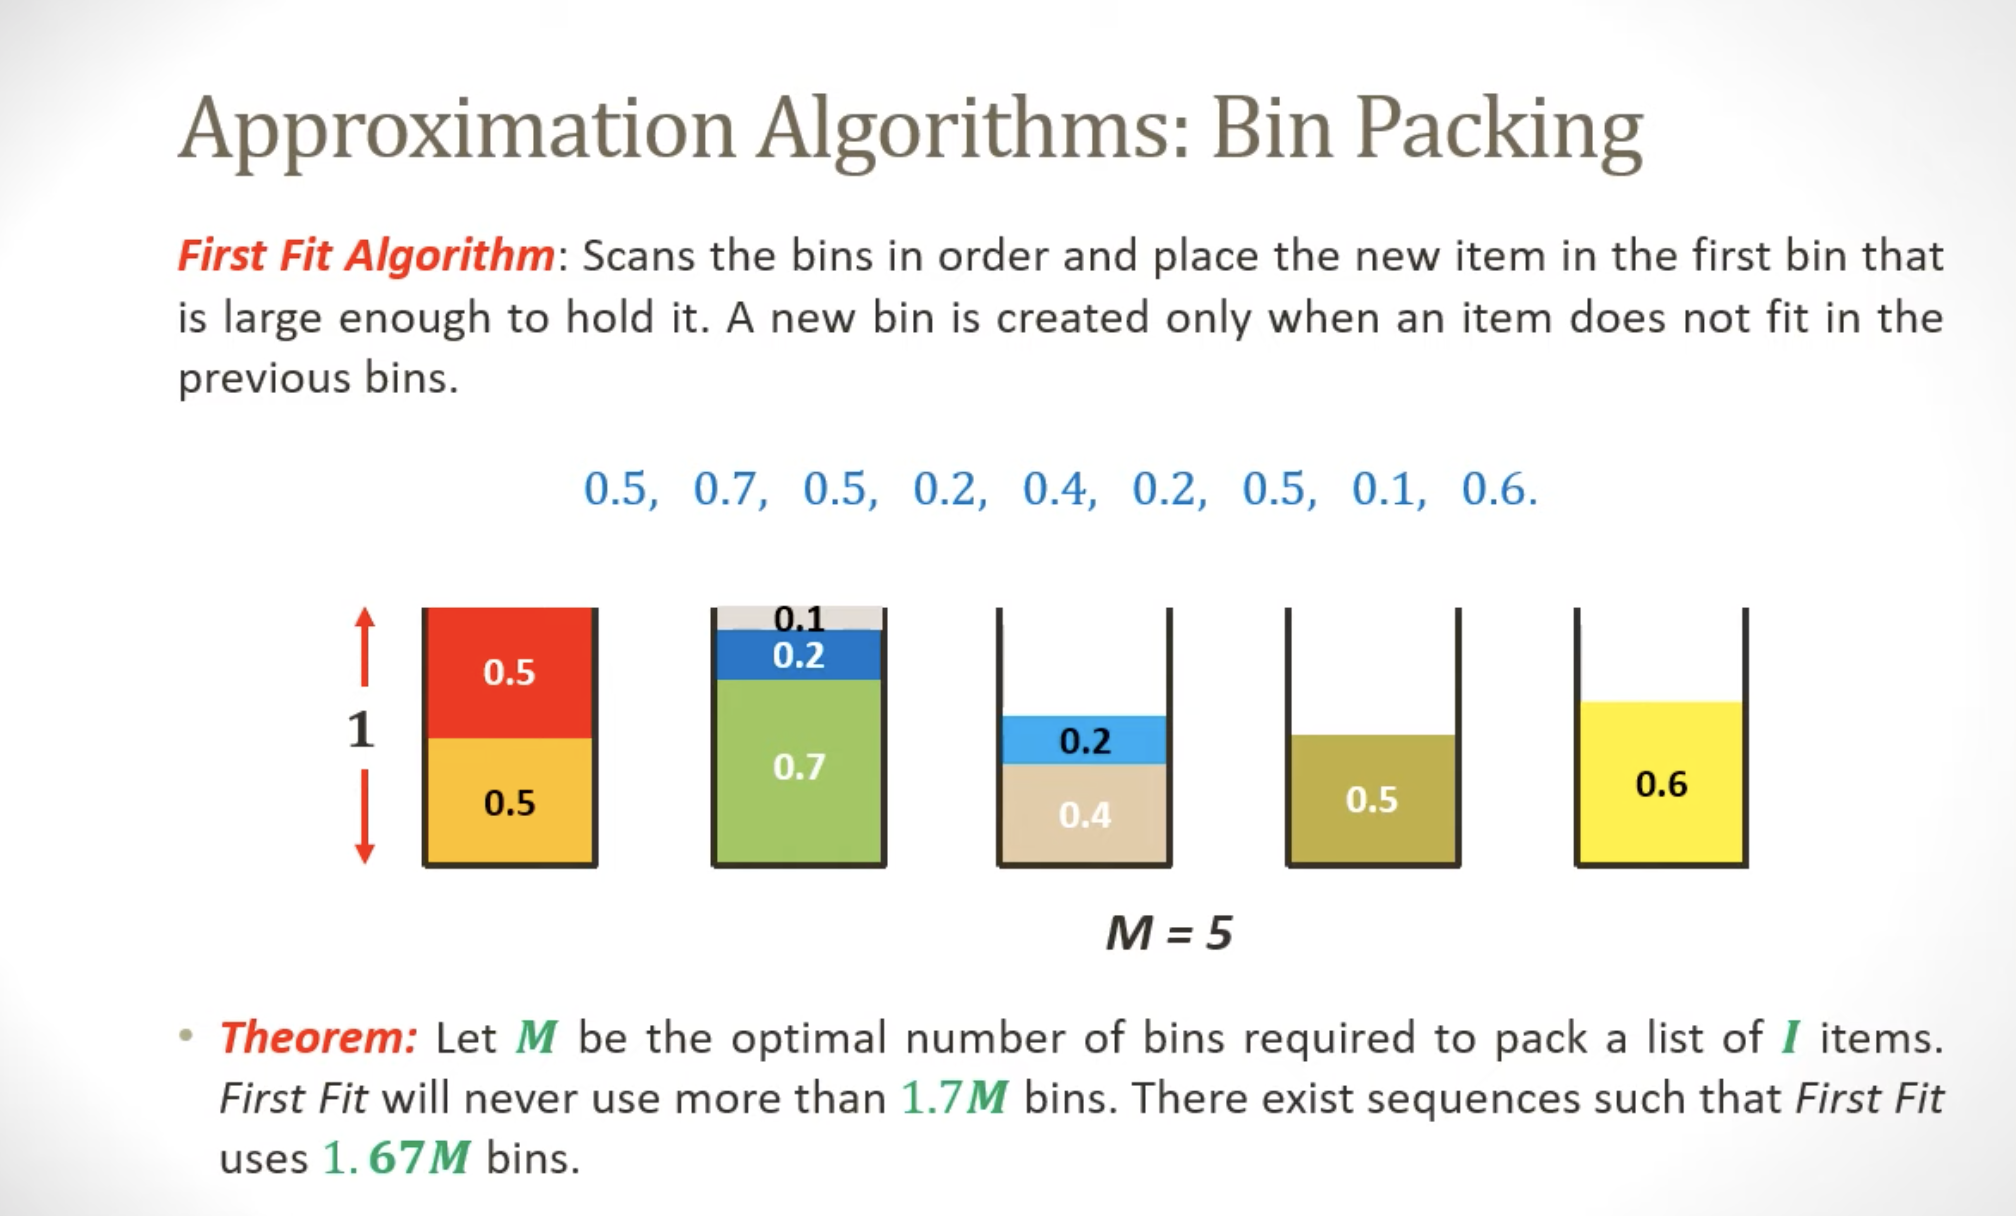 Approximation Algorithms: Bin Packing
First Fit Algorithm: Scans the bins in order and place the new item in the first bin that
is large enough to hold it. A new bin is created only when an item does not fit in the
previous bins.
0.5, 0.7, 0.5, 0.2, 0.4, 0.2, 0.5, 0.1, 0.6.
1
0.5
0.5
0.1
0.2
0.7
0.2
0.4
0.5
0.6
M = 5
• Theorem: Let M be the optimal number of bins required to pack a list of I items.
First Fit will never use more than 1.7M bins. There exist sequences such that First Fit
uses 1.67M bins.